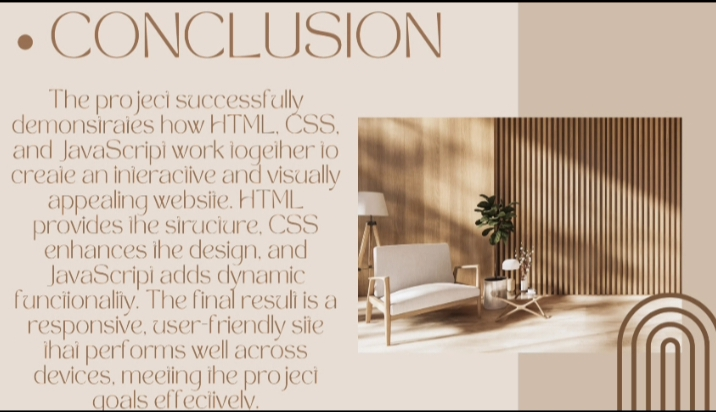 • CONCLUSION
The project successfully
demonstrates how HTML, CSS,
and JavaScript work together to
create an interactive and visually
appealing website. HTML
provides the structure, CSS
enhances the design, and
JavaScript adds dynamic
functionality. The final result is a
responsive, user-friendly site
that performs well across
devices, meeting the project
goals effectively.